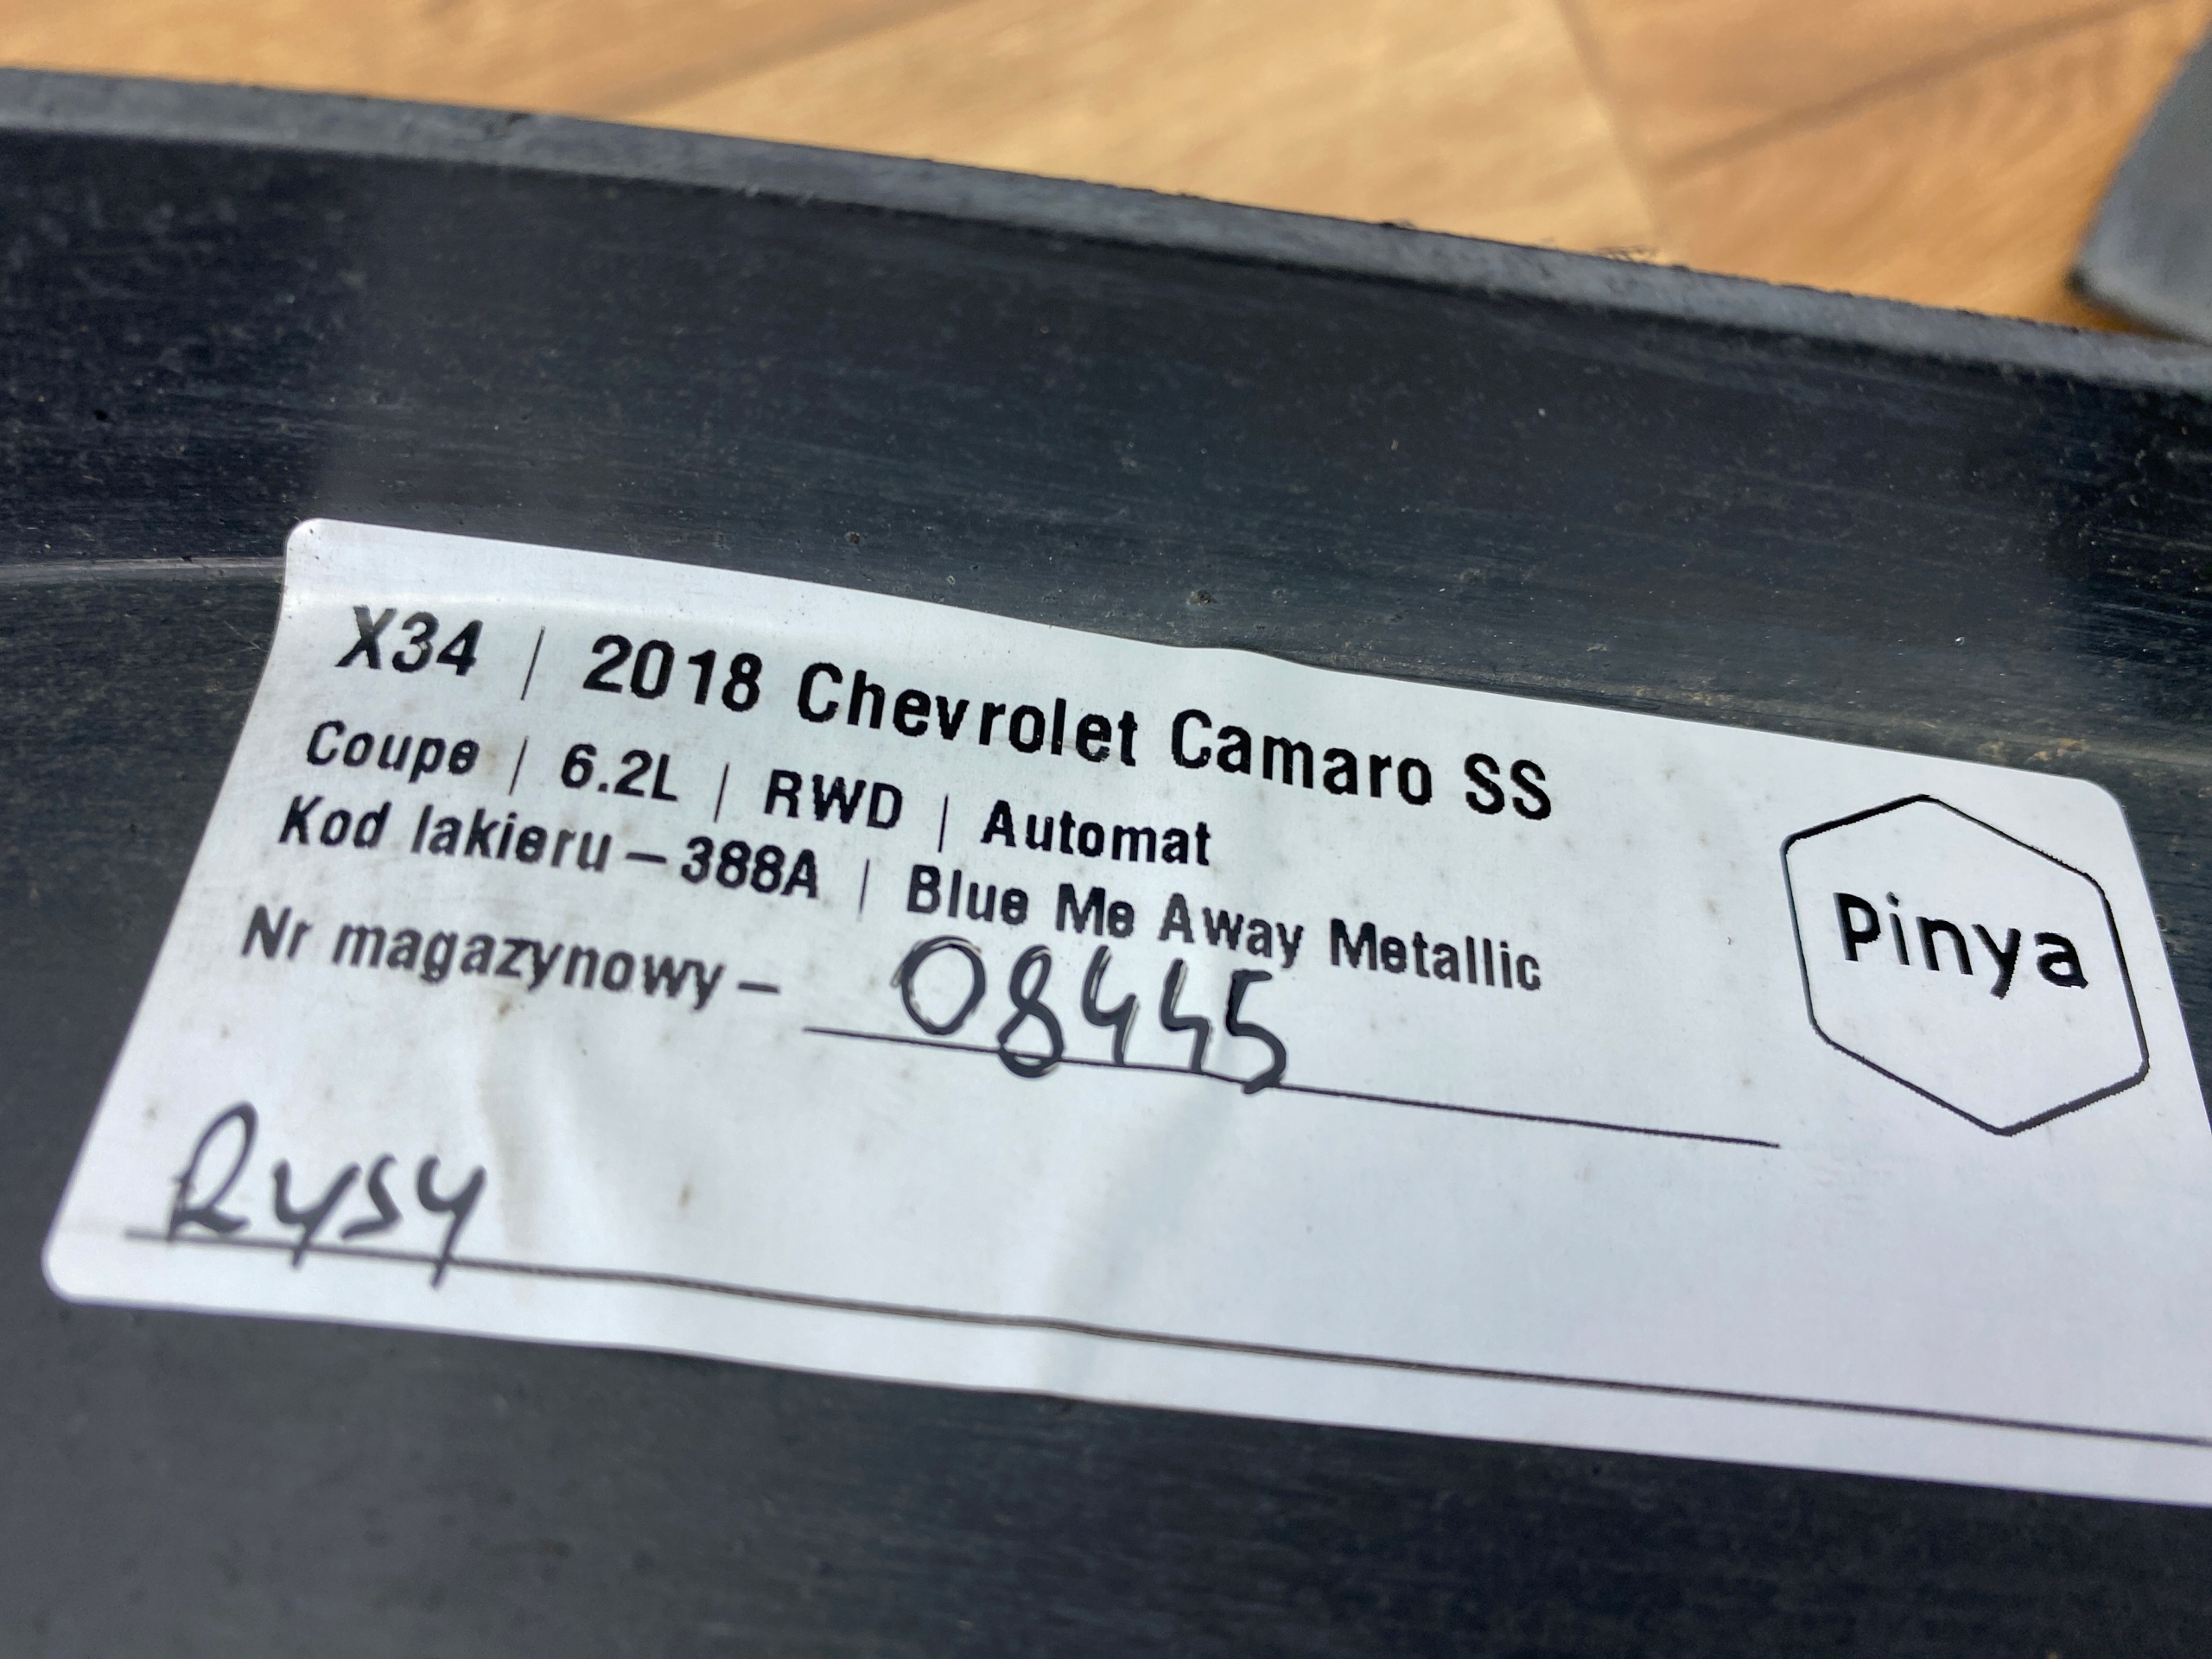 X34 | 2018 Chevrolet Camaro SS
Coupe | 6.2L | RWD | Automat
Kod lakieru – 388A | Blue Me Away Metallic
Nr magazynowy – 08445
Pinya
Rysy